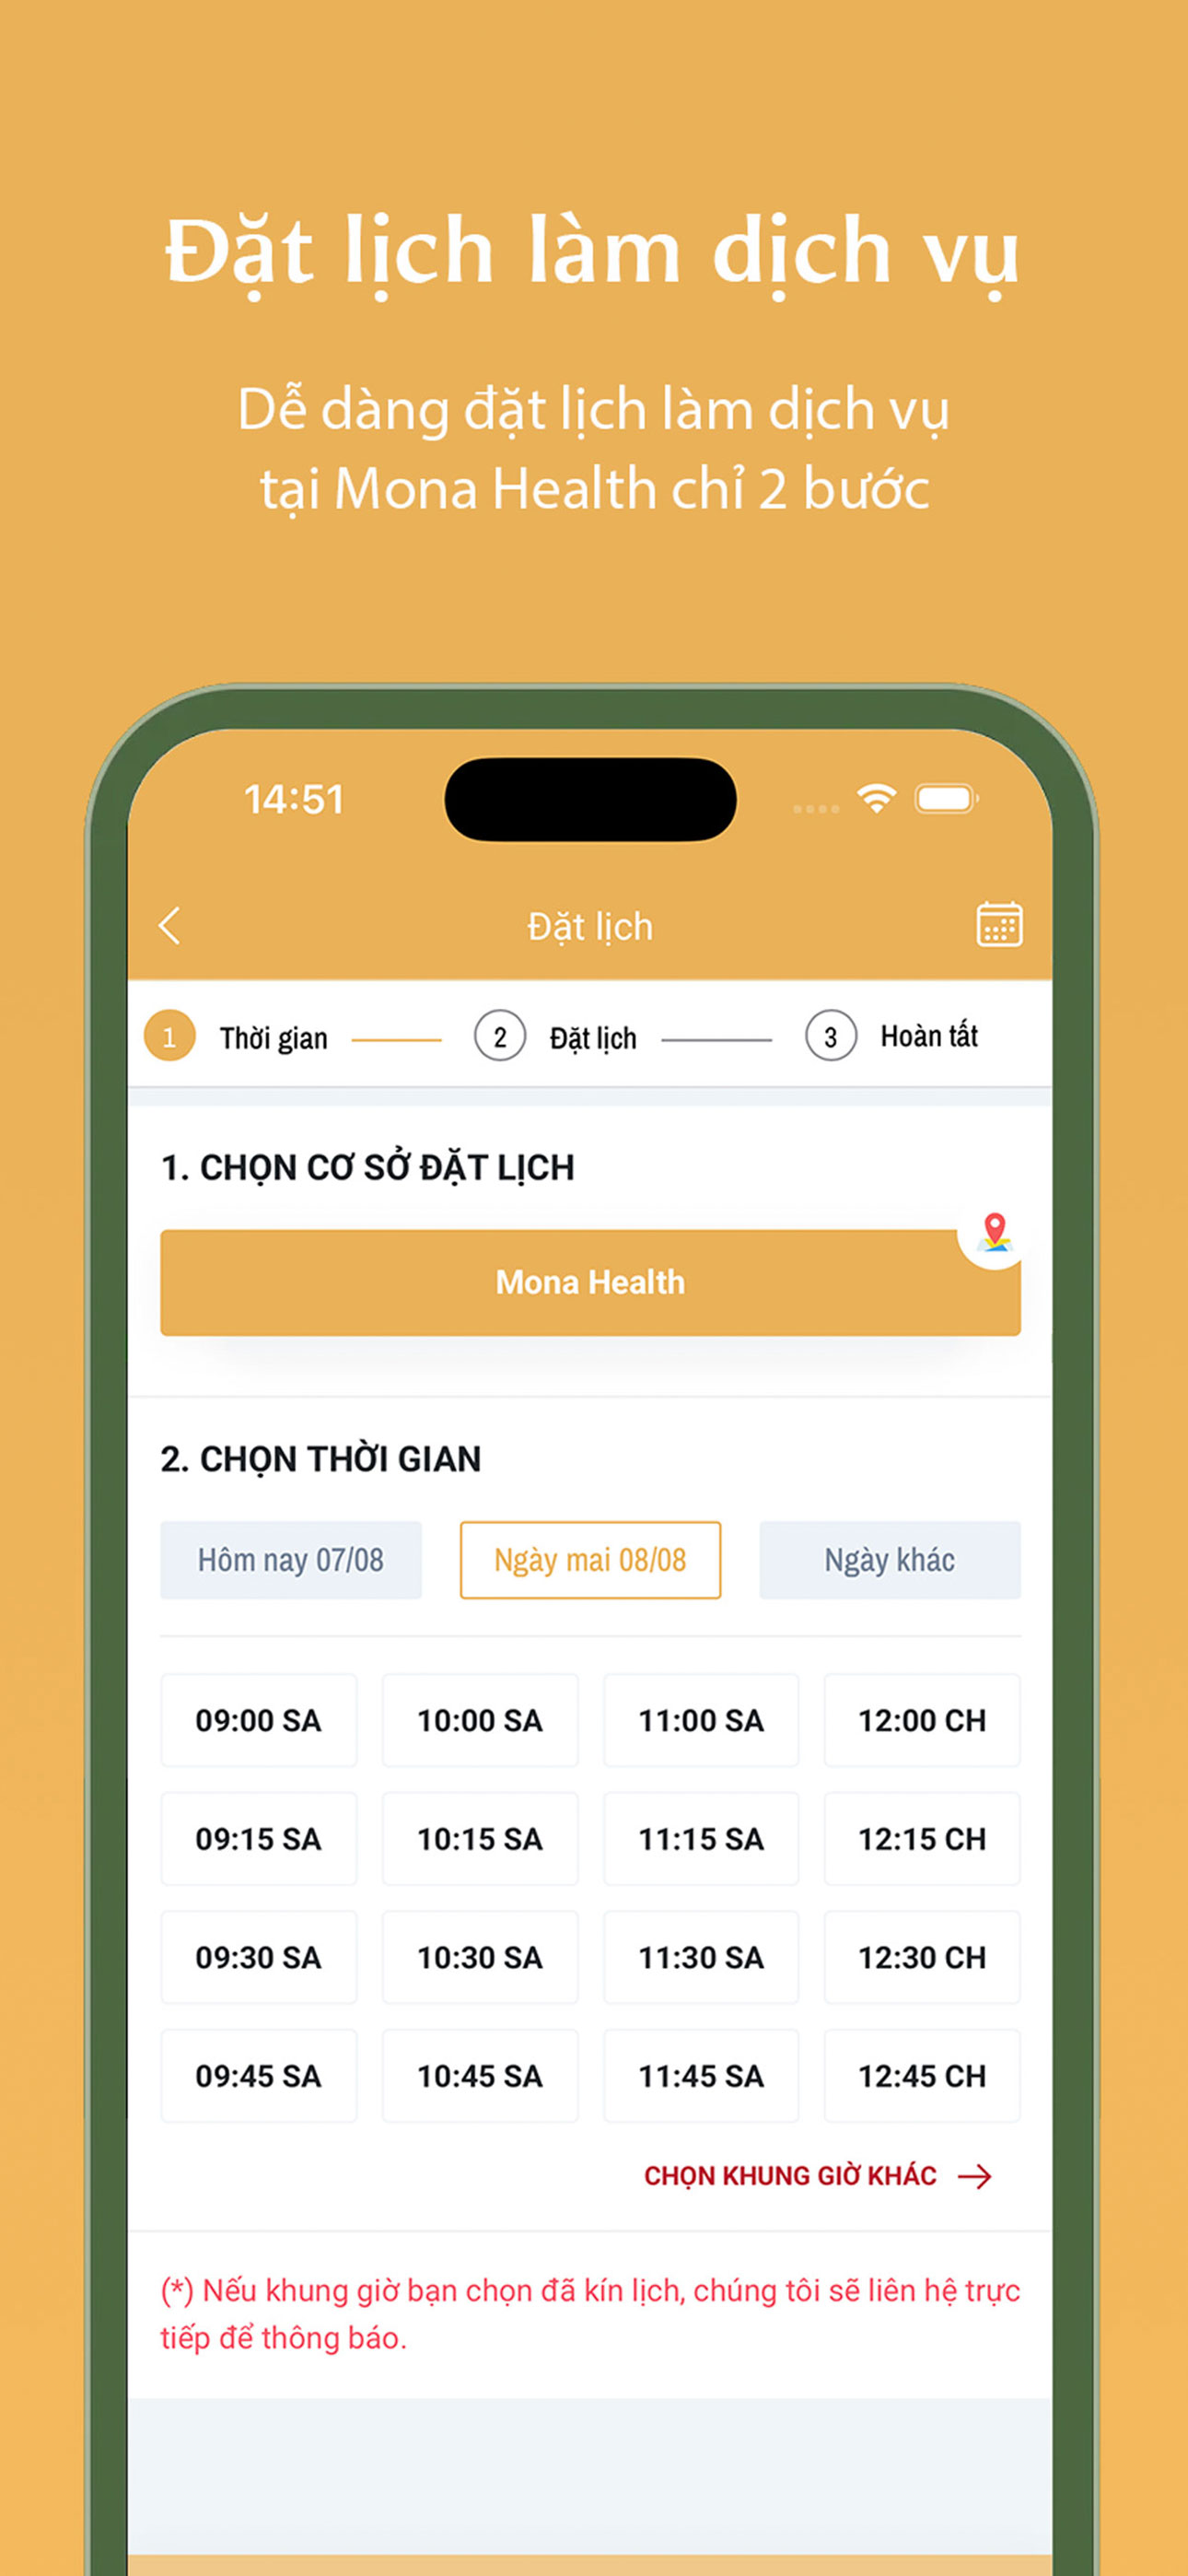 Đặt lịch làm dịch vụ
Dễ dàng đặt lịch làm dịch vụ
tại Mona Health chỉ 2 bước
14:51
Đặt lịch
1 Thời gian 2 Đặt lịch 3 Hoàn tất
1. CHỌN CƠ SỞ ĐẶT LỊCH
Mona Health
2. CHỌN THỜI GIAN
Hôm nay 07/08 Ngày mai 08/08 Ngày khác
09:00 SA 10:00 SA 11:00 SA 12:00 CH
09:15 SA 10:15 SA 11:15 SA 12:15 CH
09:30 SA 10:30 SA 11:30 SA 12:30 CH
09:45 SA 10:45 SA 11:45 SA 12:45 CH
CHỌN KHUNG GIỜ KHÁC
(*) Nếu khung giờ bạn chọn đã kín lịch, chúng tôi sẽ liên hệ trực
tiếp để thông báo.